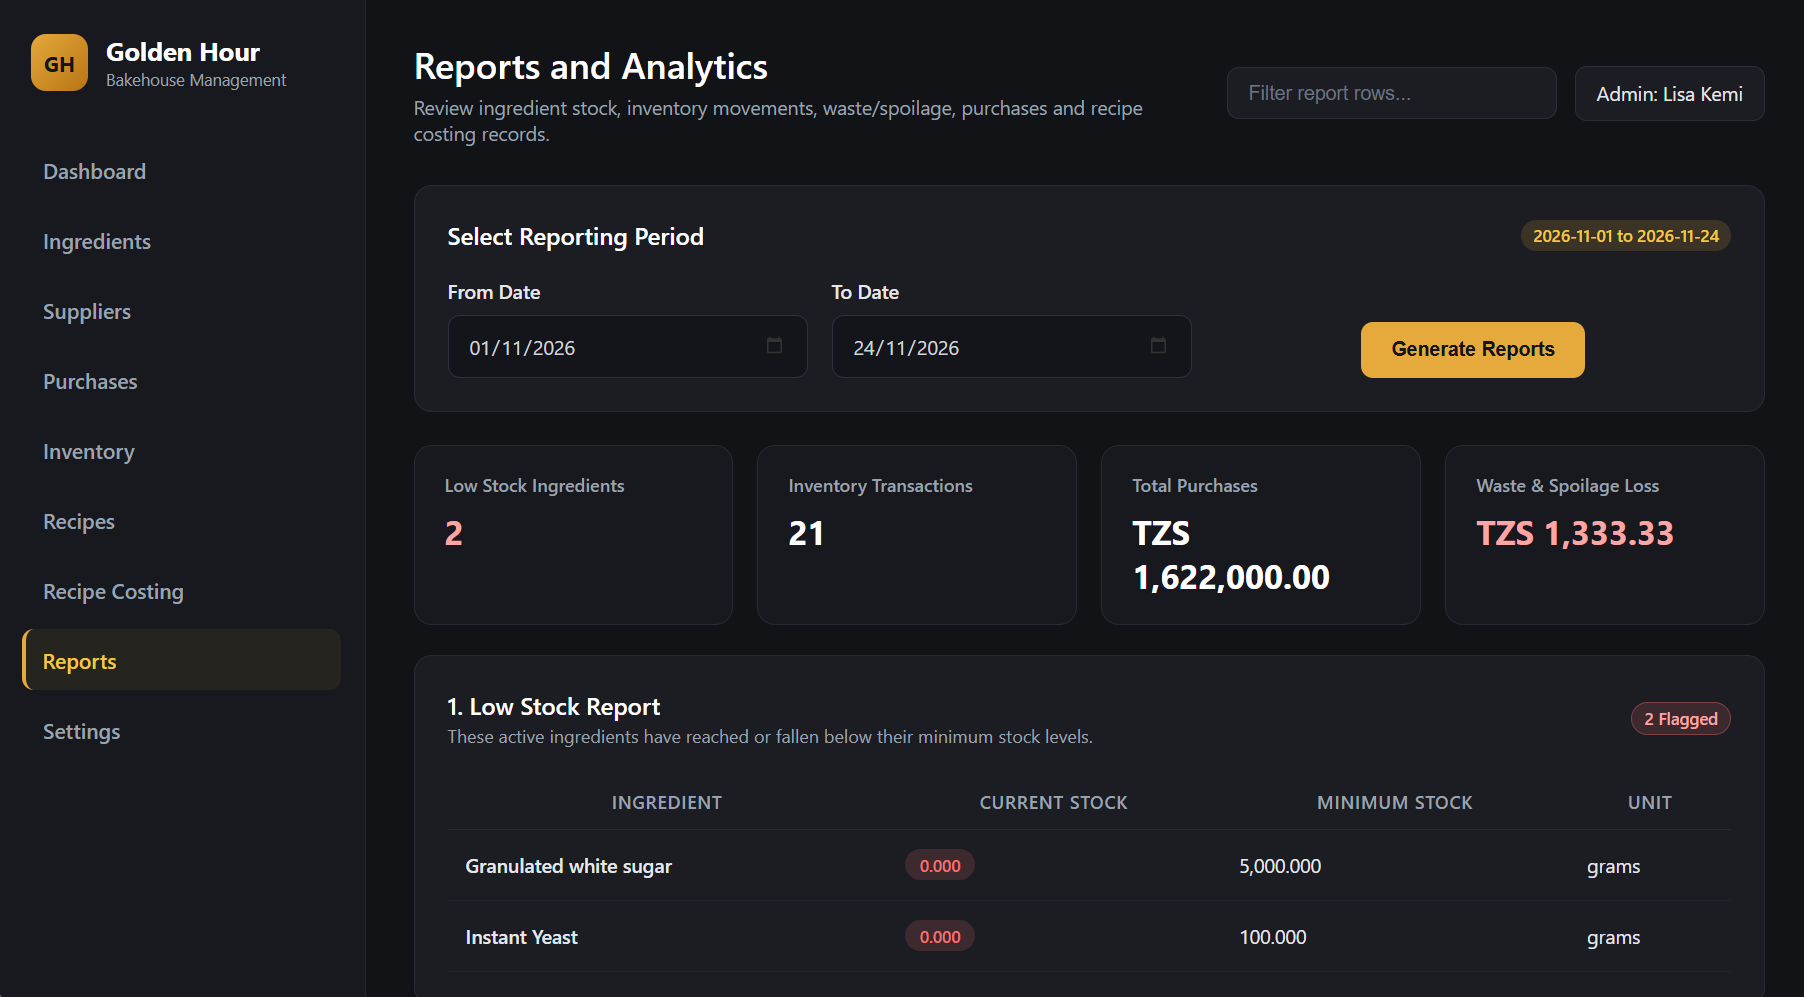 GH
Golden Hour
Bakehouse Management
Dashboard
Ingredients
Suppliers
Purchases
Inventory
Recipes
Recipe Costing
Reports
Settings
Reports and Analytics
Review ingredient stock, inventory movements, waste/spoilage, purchases and recipe
costing records.
Filter report rows...
Admin: Lisa Kemi
Select Reporting Period
2026-11-01 to 2026-11-24
From Date
To Date
01/11/2026
24/11/2026
Generate Reports
Low Stock Ingredients
2
Inventory Transactions
21
Total Purchases
TZS
1,622,000.00
Waste & Spoilage Loss
TZS 1,333.33
1. Low Stock Report
These active ingredients have reached or fallen below their minimum stock levels.
2 Flagged
INGREDIENT CURRENT STOCK MINIMUM STOCK UNIT
Granulated white sugar 0.000 5,000.000 grams
Instant Yeast 0.000 100.000 grams